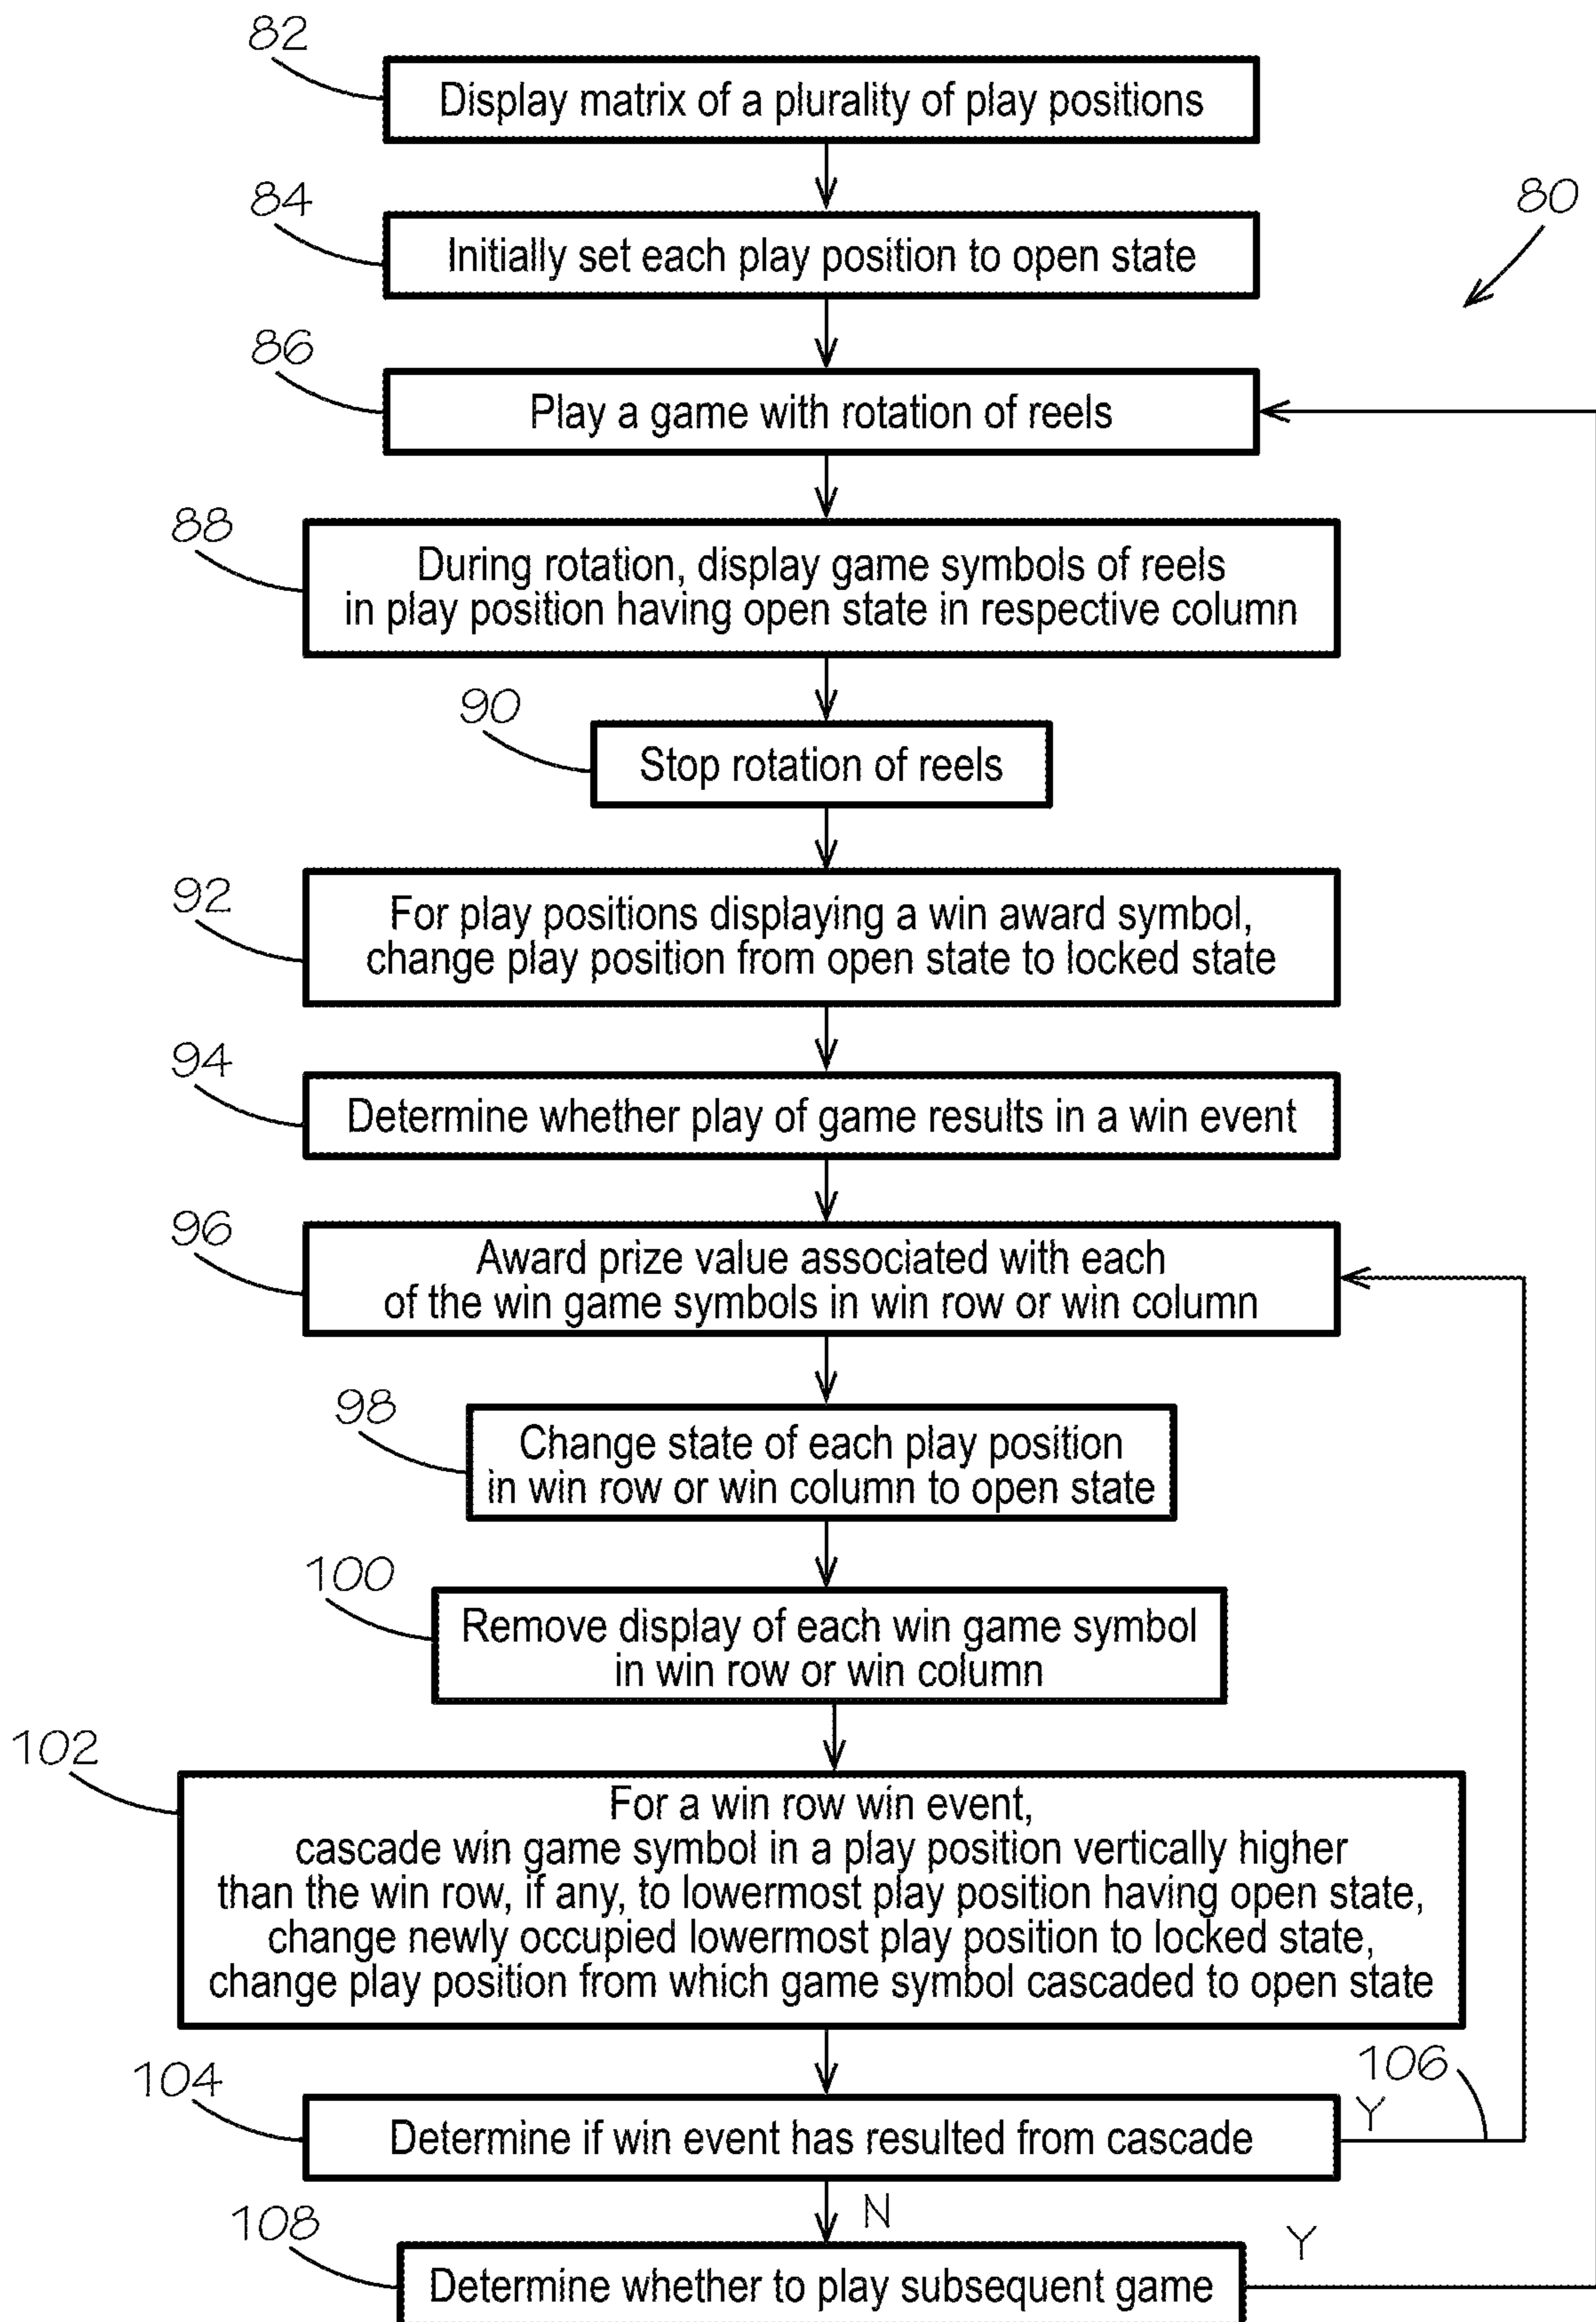 82
Display matrix of a plurality of play positions
84
Initially set each play position to open state
80
86
Play a game with rotation of reels
88
During rotation, display game symbols of reels
in play position having open state in respective column
90
Stop rotation of reels
92
For play positions displaying a win award symbol,
change play position from open state to locked state
94
Determine whether play of game results in a win event
96
Award prize value associated with each
of the win game symbols in win row or win column
98
Change state of each play position
in win row or win column to open state
100
Remove display of each win game symbol
in win row or win column
102
For a win row win event,
cascade win game symbol in a play position vertically higher
than the win row, if any, to lowermost play position having open state,
change newly occupied lowermost play position to locked state,
change play position from which game symbol cascaded to open state
104
Determine if win event has resulted from cascade
Y
106
N
108
Determine whether to play subsequent game
Y